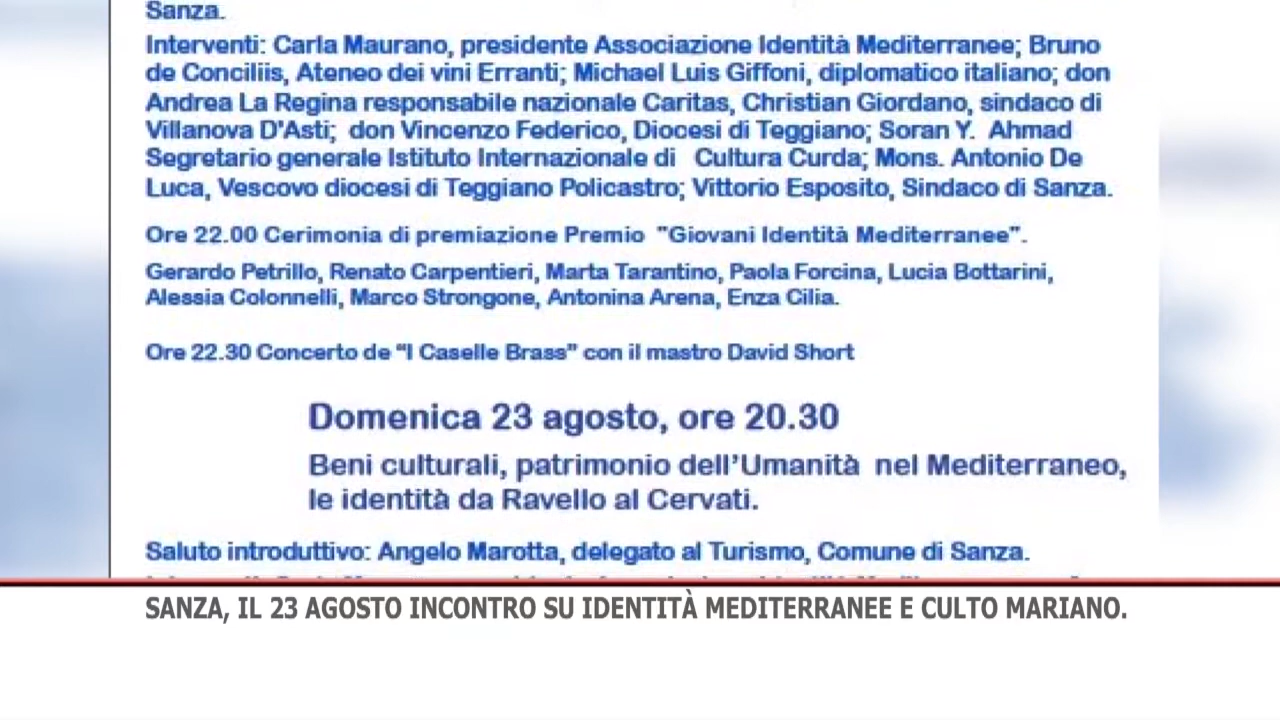 Sanza.
Interventi: Carla Maurano, presidente Associazione Identità Mediterranee; Bruno
de Conciliis, Ateneo dei vini Erranti; Michael Luis Giffoni, diplomatico italiano; don
Andrea La Regina responsabile nazionale Caritas, Christian Giordano, sindaco di
Villanova D'Asti; don Vincenzo Federico, Diocesi di Teggiano; Soran Y. Ahmad
Segretario generale Istituto Internazionale di Cultura Curda; Mons. Antonio De
Luca, Vescovo diocesi di Teggiano Policastro; Vittorio Esposito, Sindaco di Sanza.
Ore 22.00 Cerimonia di premiazione Premio "Giovani Identità Mediterranee".
Gerardo Petrillo, Renato Carpentieri, Marta Tarantino, Paola Forcina, Lucia Bottarini,
Alessia Colonnelli, Marco Strongone, Antonina Arena, Enza Cilia.
Ore 22.30 Concerto de “I Caselle Brass” con il mastro David Short
Domenica 23 agosto, ore 20.30
Beni culturali, patrimonio dell’Umanità nel Mediterraneo,
le identità da Ravello al Cervati.
Saluto introduttivo: Angelo Marotta, delegato al Turismo, Comune di Sanza.
SANZA, IL 23 AGOSTO INCONTRO SU IDENTITÀ MEDITERRANEE E CULTO MARIANO.